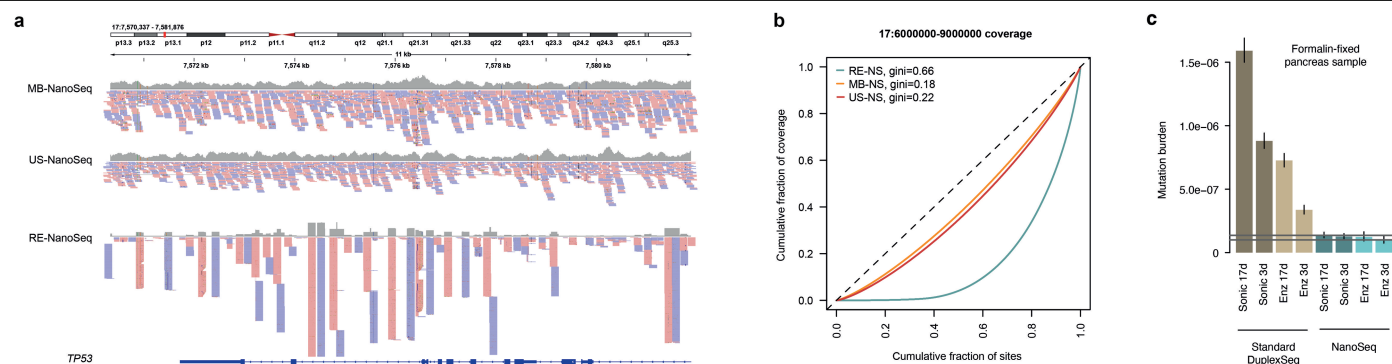 a
17:7,570,337 - 7,581,876
p13.3 p13.2 p13.1 p12 p11.2 p11.1 q11.2 q12 q21.1 q21.31 q21.33 q22 q23.1 q23.3 q24.2 q24.3 q25.1 q25.3
11 kb
7,572 kb 7,574 kb 7,576 kb 7,578 kb 7,580 kb
MB-NanoSeq
US-NanoSeq
RE-NanoSeq
TP53
b
17:6000000-9000000 coverage
RE-NS, gini=0.66
MB-NS, gini=0.18
US-NS, gini=0.22
Cumulative fraction of coverage
1.0
0.8
0.6
0.4
0.2
0.0
0.0 0.2 0.4 0.6 0.8 1.0
Cumulative fraction of sites
c
Formalin-fixed
pancreas sample
Mutation burden
1.5e−06
1.0e−06
5.0e−07
0
Sonic 17d
Sonic 3d
Enz 17d
Enz 3d
Sonic 17d
Sonic 3d
Enz 17d
Enz 3d
Standard
DuplexSeq
NanoSeq